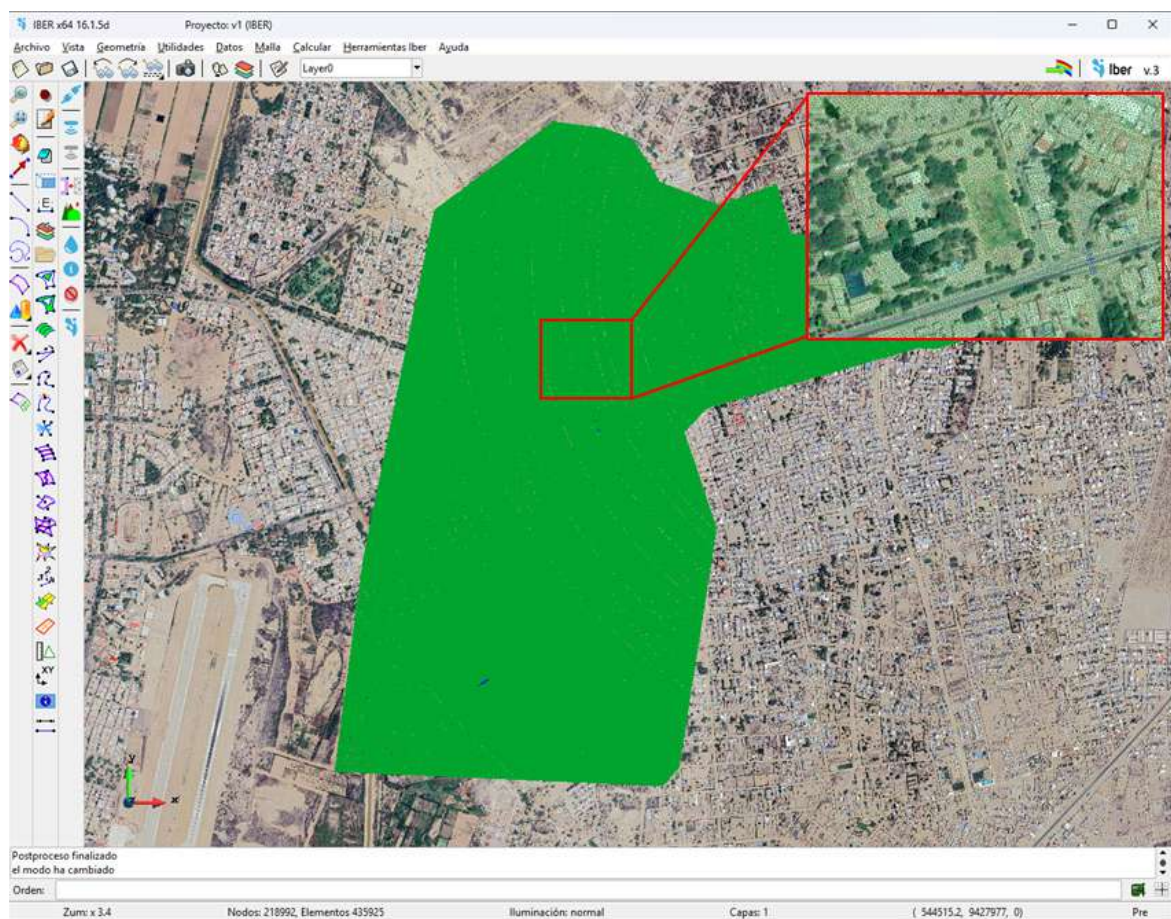 IBER x64 16.1.5d Proyecto: v1 (IBER)
Archivo Vista Geometría Utilidades Datos Malla Calcular Herramientas Iber Ayuda
Layer0 Iber v.3
E
XY
y
x
Postproceso finalizado
el modo ha cambiado
Orden:
Zum: x 3.4 Nodos: 218992, Elementos 435925 Iluminación: normal Capas: 1 ( 544515.2, 9427977, 0) Pre